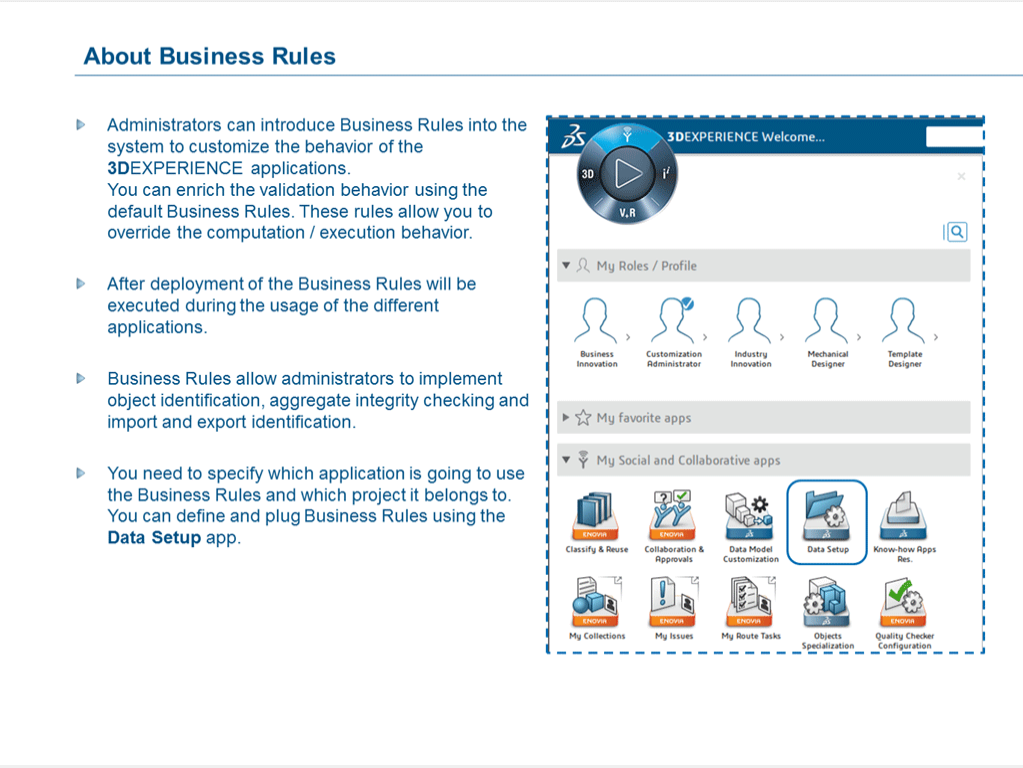 About Business Rules
Administrators can introduce Business Rules into the
system to customize the behavior of the
3DEXPERIENCE applications.
You can enrich the validation behavior using the
default Business Rules. These rules allow you to
override the computation / execution behavior.
After deployment of the Business Rules will be
executed during the usage of the different
applications.
Business Rules allow administrators to implement
object identification, aggregate integrity checking and
import and export identification.
You need to specify which application is going to use
the Business Rules and which project it belongs to.
You can define and plug Business Rules using the
Data Setup app.
3DEXPERIENCE Welcome...
3D
i²
V.R
My Roles / Profile
Business
Innovation
Customization
Administrator
Industry
Innovation
Mechanical
Designer
Template
Designer
My favorite apps
My Social and Collaborative apps
ENOVIA
ENOVIA
Classify & Reuse
Collaboration &
Approvals
Data Model
Customization
Data Setup
Know-how Apps
Res.
ENOVIA
ENOVIA
ENOVIA
ENOVIA
My Collections
My Issues
My Route Tasks
Objects
Specialization
Quality Checker
Configuration